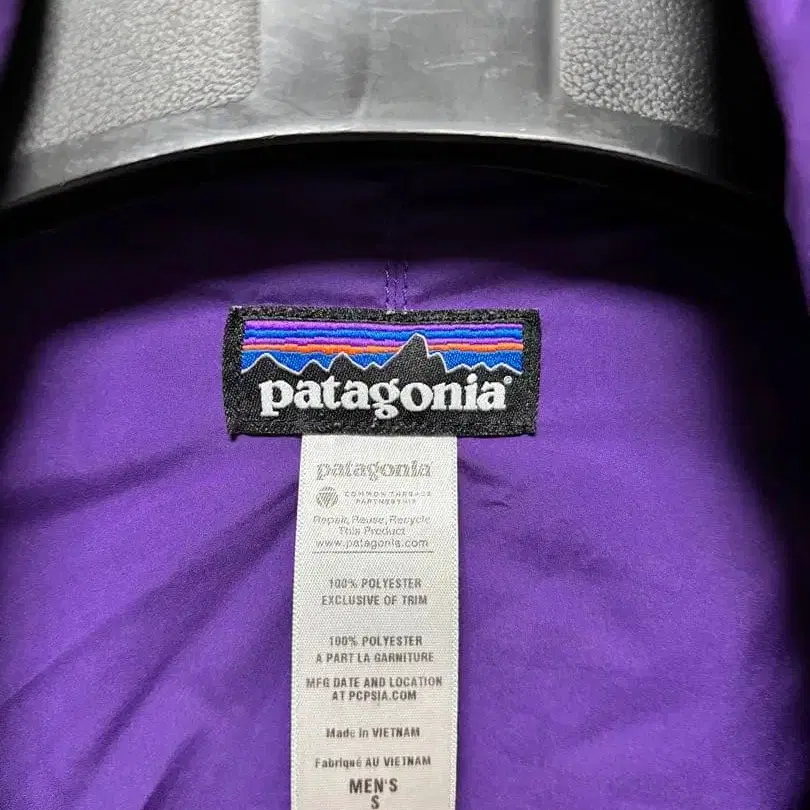 patagonia®
patagonia
COMMON THREADS
PARTNERSHIP
Repair, Reuse, Recycle
This Product
www.patagonia.com
100% POLYESTER
EXCLUSIVE OF TRIM
100% POLYESTER
A PART LA GARNITURE
MFG DATE AND LOCATION
AT PCPSIA.COM
Made in VIETNAM
Fabriqué AU VIETNAM
MEN'S
S